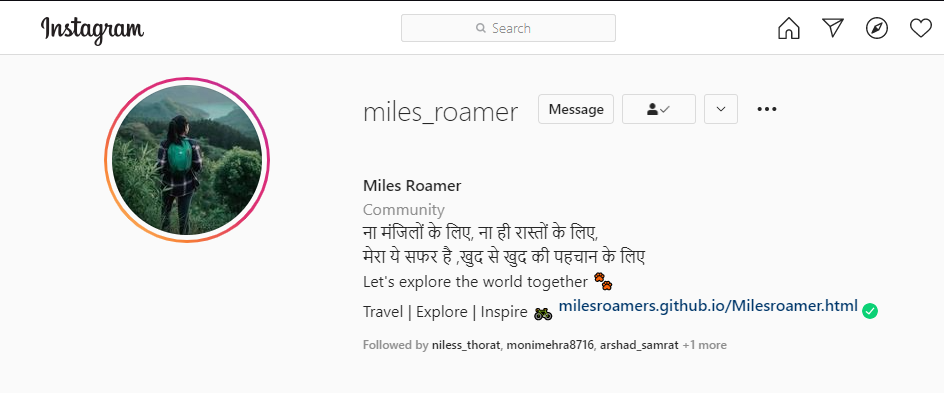 Instagram
Search
miles_roamer Message
Miles Roamer
Community
ना मंजिलों के लिए, ना ही रास्तों के लिए,
मेरा ये सफर है ,खुद से खुद की पहचान के लिए
Let's explore the world together
Travel | Explore | Inspire milesroamers.github.io/Milesroamer.html
Followed by niless_thorat, monimehra8716, arshad_samrat +1 more